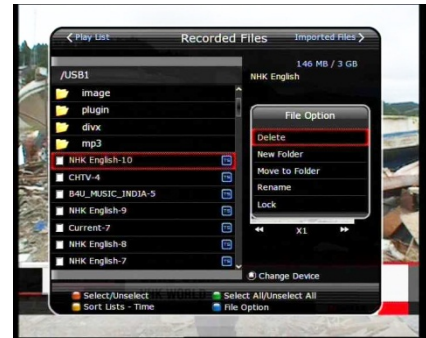 Play List Recorded Files Imported Files
146 MB / 3 GB
/USB1
NHK English
image
plugin
divx
mp3
NHK English-10
CHTV-4
B4U_MUSIC_INDIA-5
NHK English-9
Current-7
NHK English-8
NHK English-7
File Option
Delete
New Folder
Move to Folder
Rename
Lock
X1
Change Device
Select/Unselect
Select All/Unselect All
Sort Lists - Time
File Option